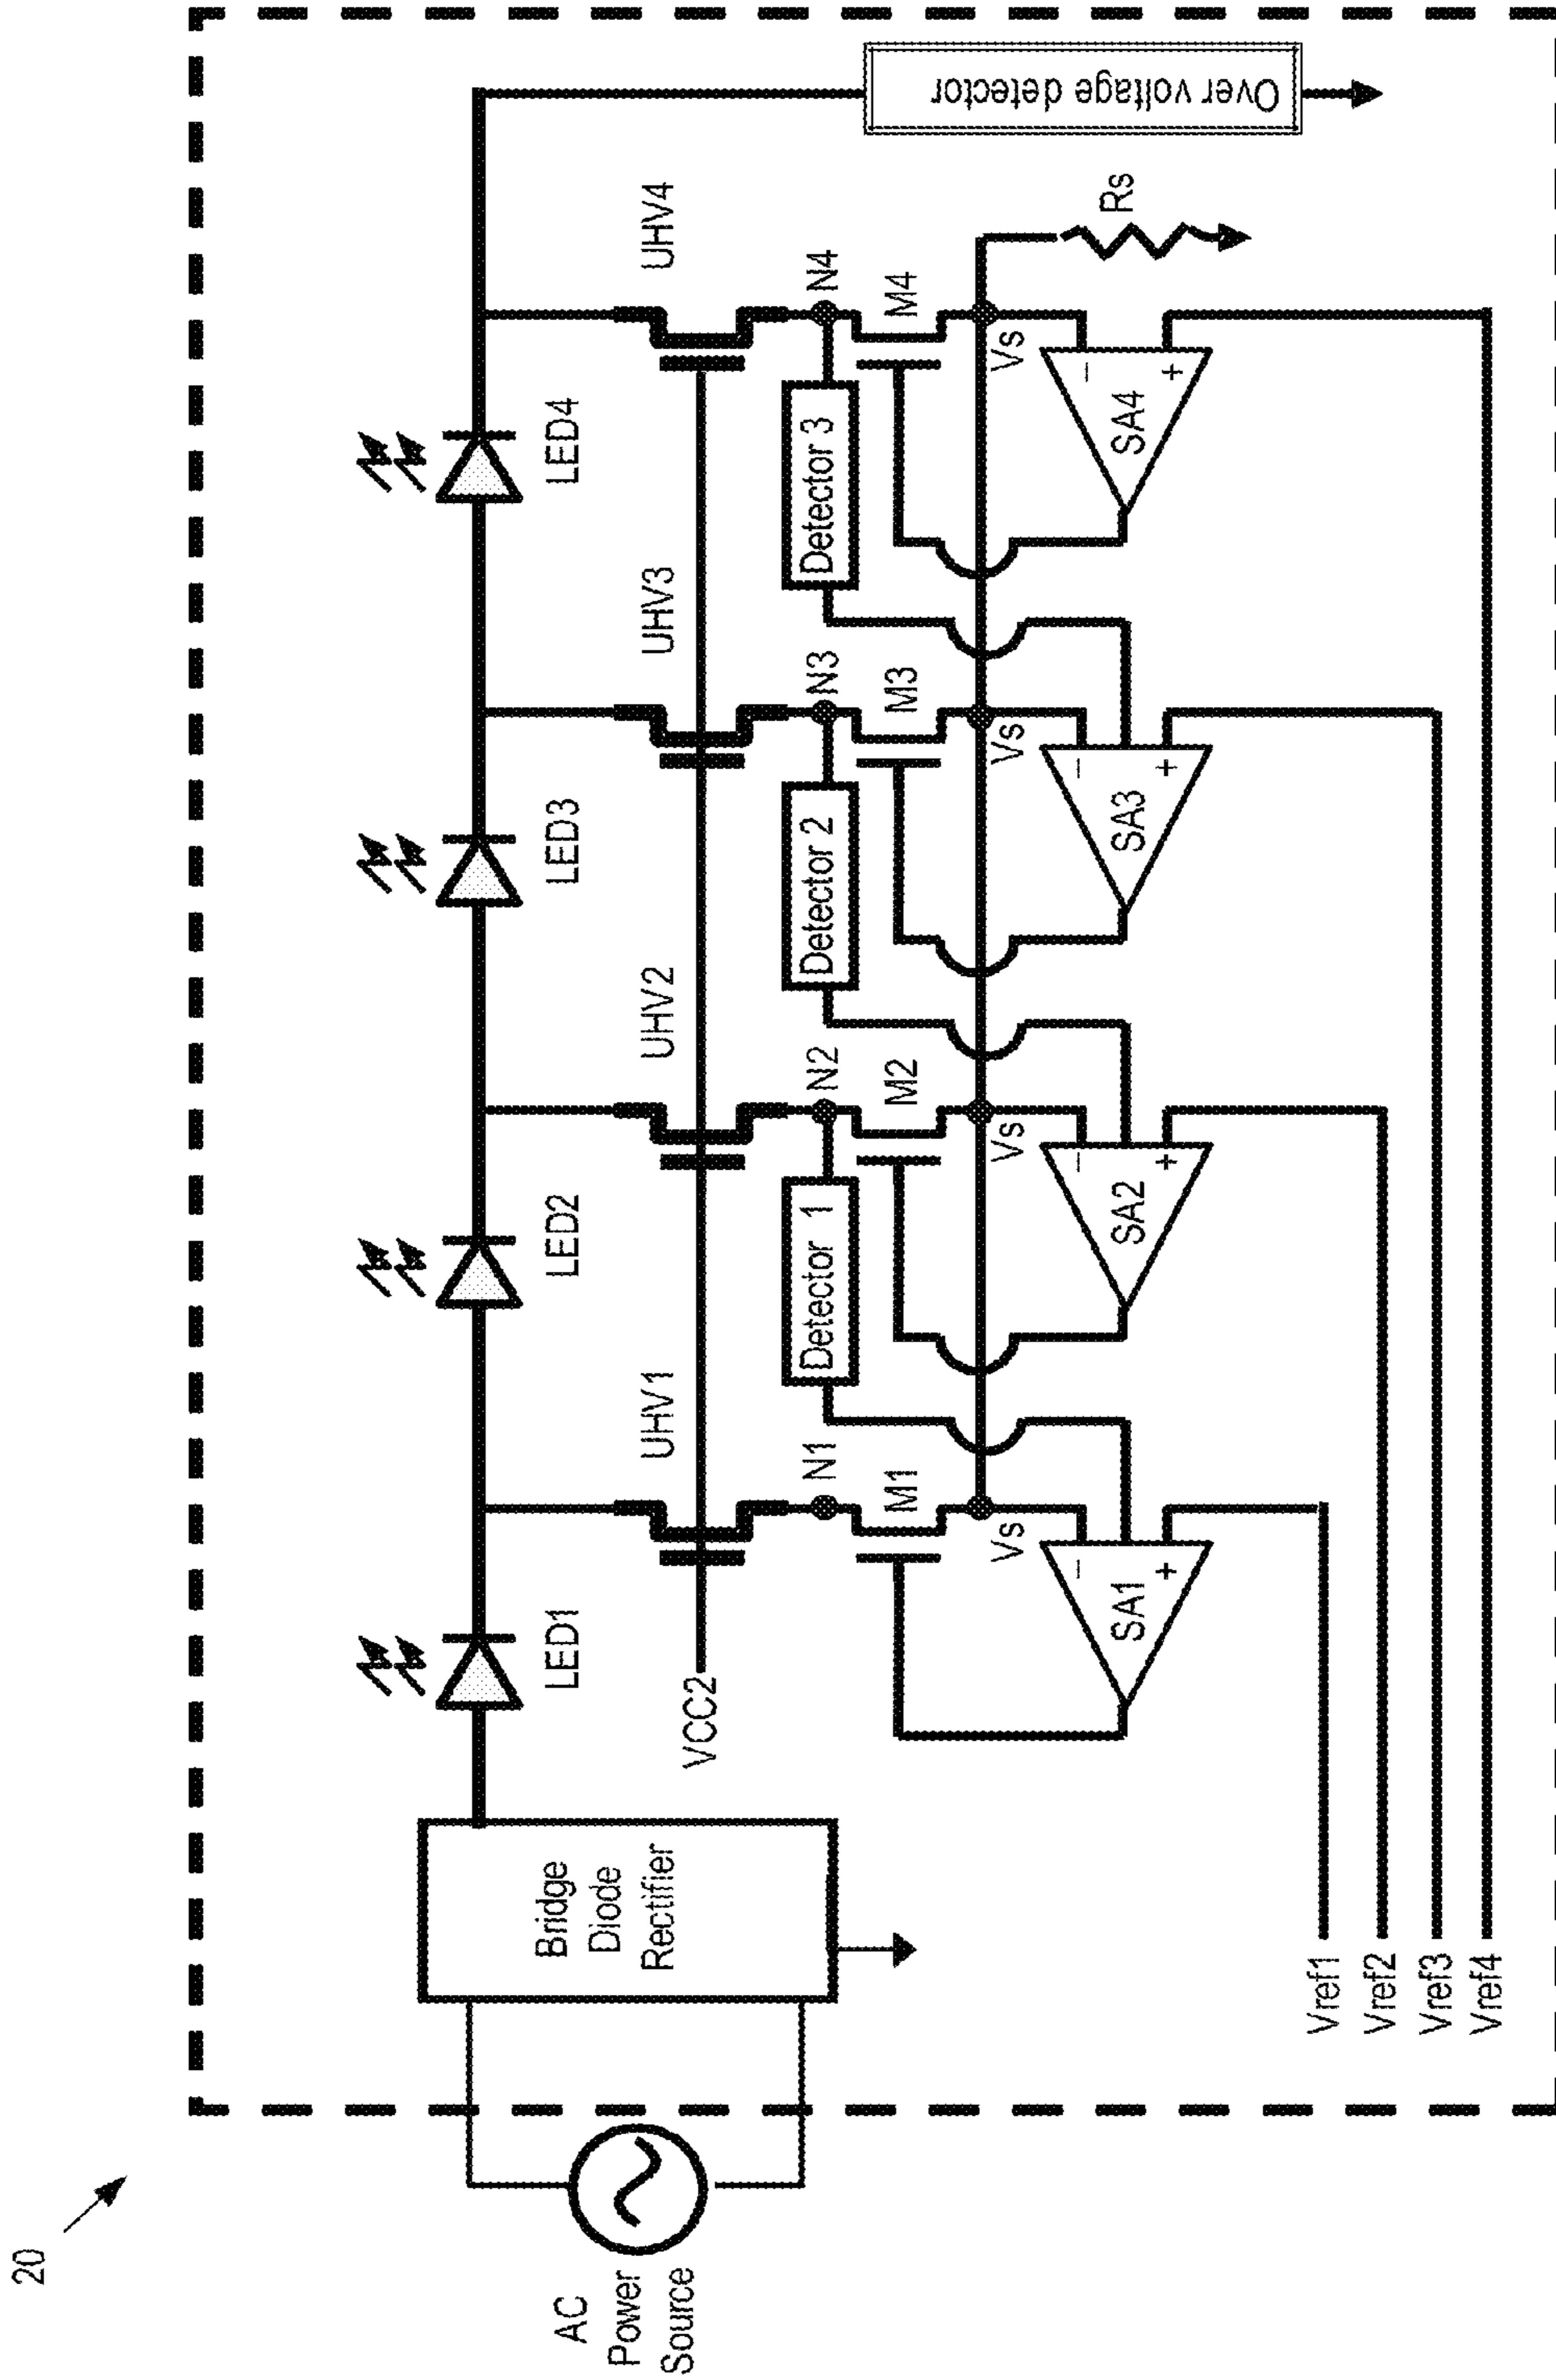 20
AC
Power
Source
Bridge
Diode
Rectifier
LED1
LED2
LED3
LED4
UHV1
UHV2
UHV3
UHV4
VCC2
N1
N2
N3
N4
Detector 1
Detector 2
Detector 3
Over voltage detector
M1
M2
M3
M4
Vs
Vs
Vs
Vs
Rs
−
−
−
−
SA1
SA2
SA3
SA4
+
+
+
+
Vref1
Vref2
Vref3
Vref4